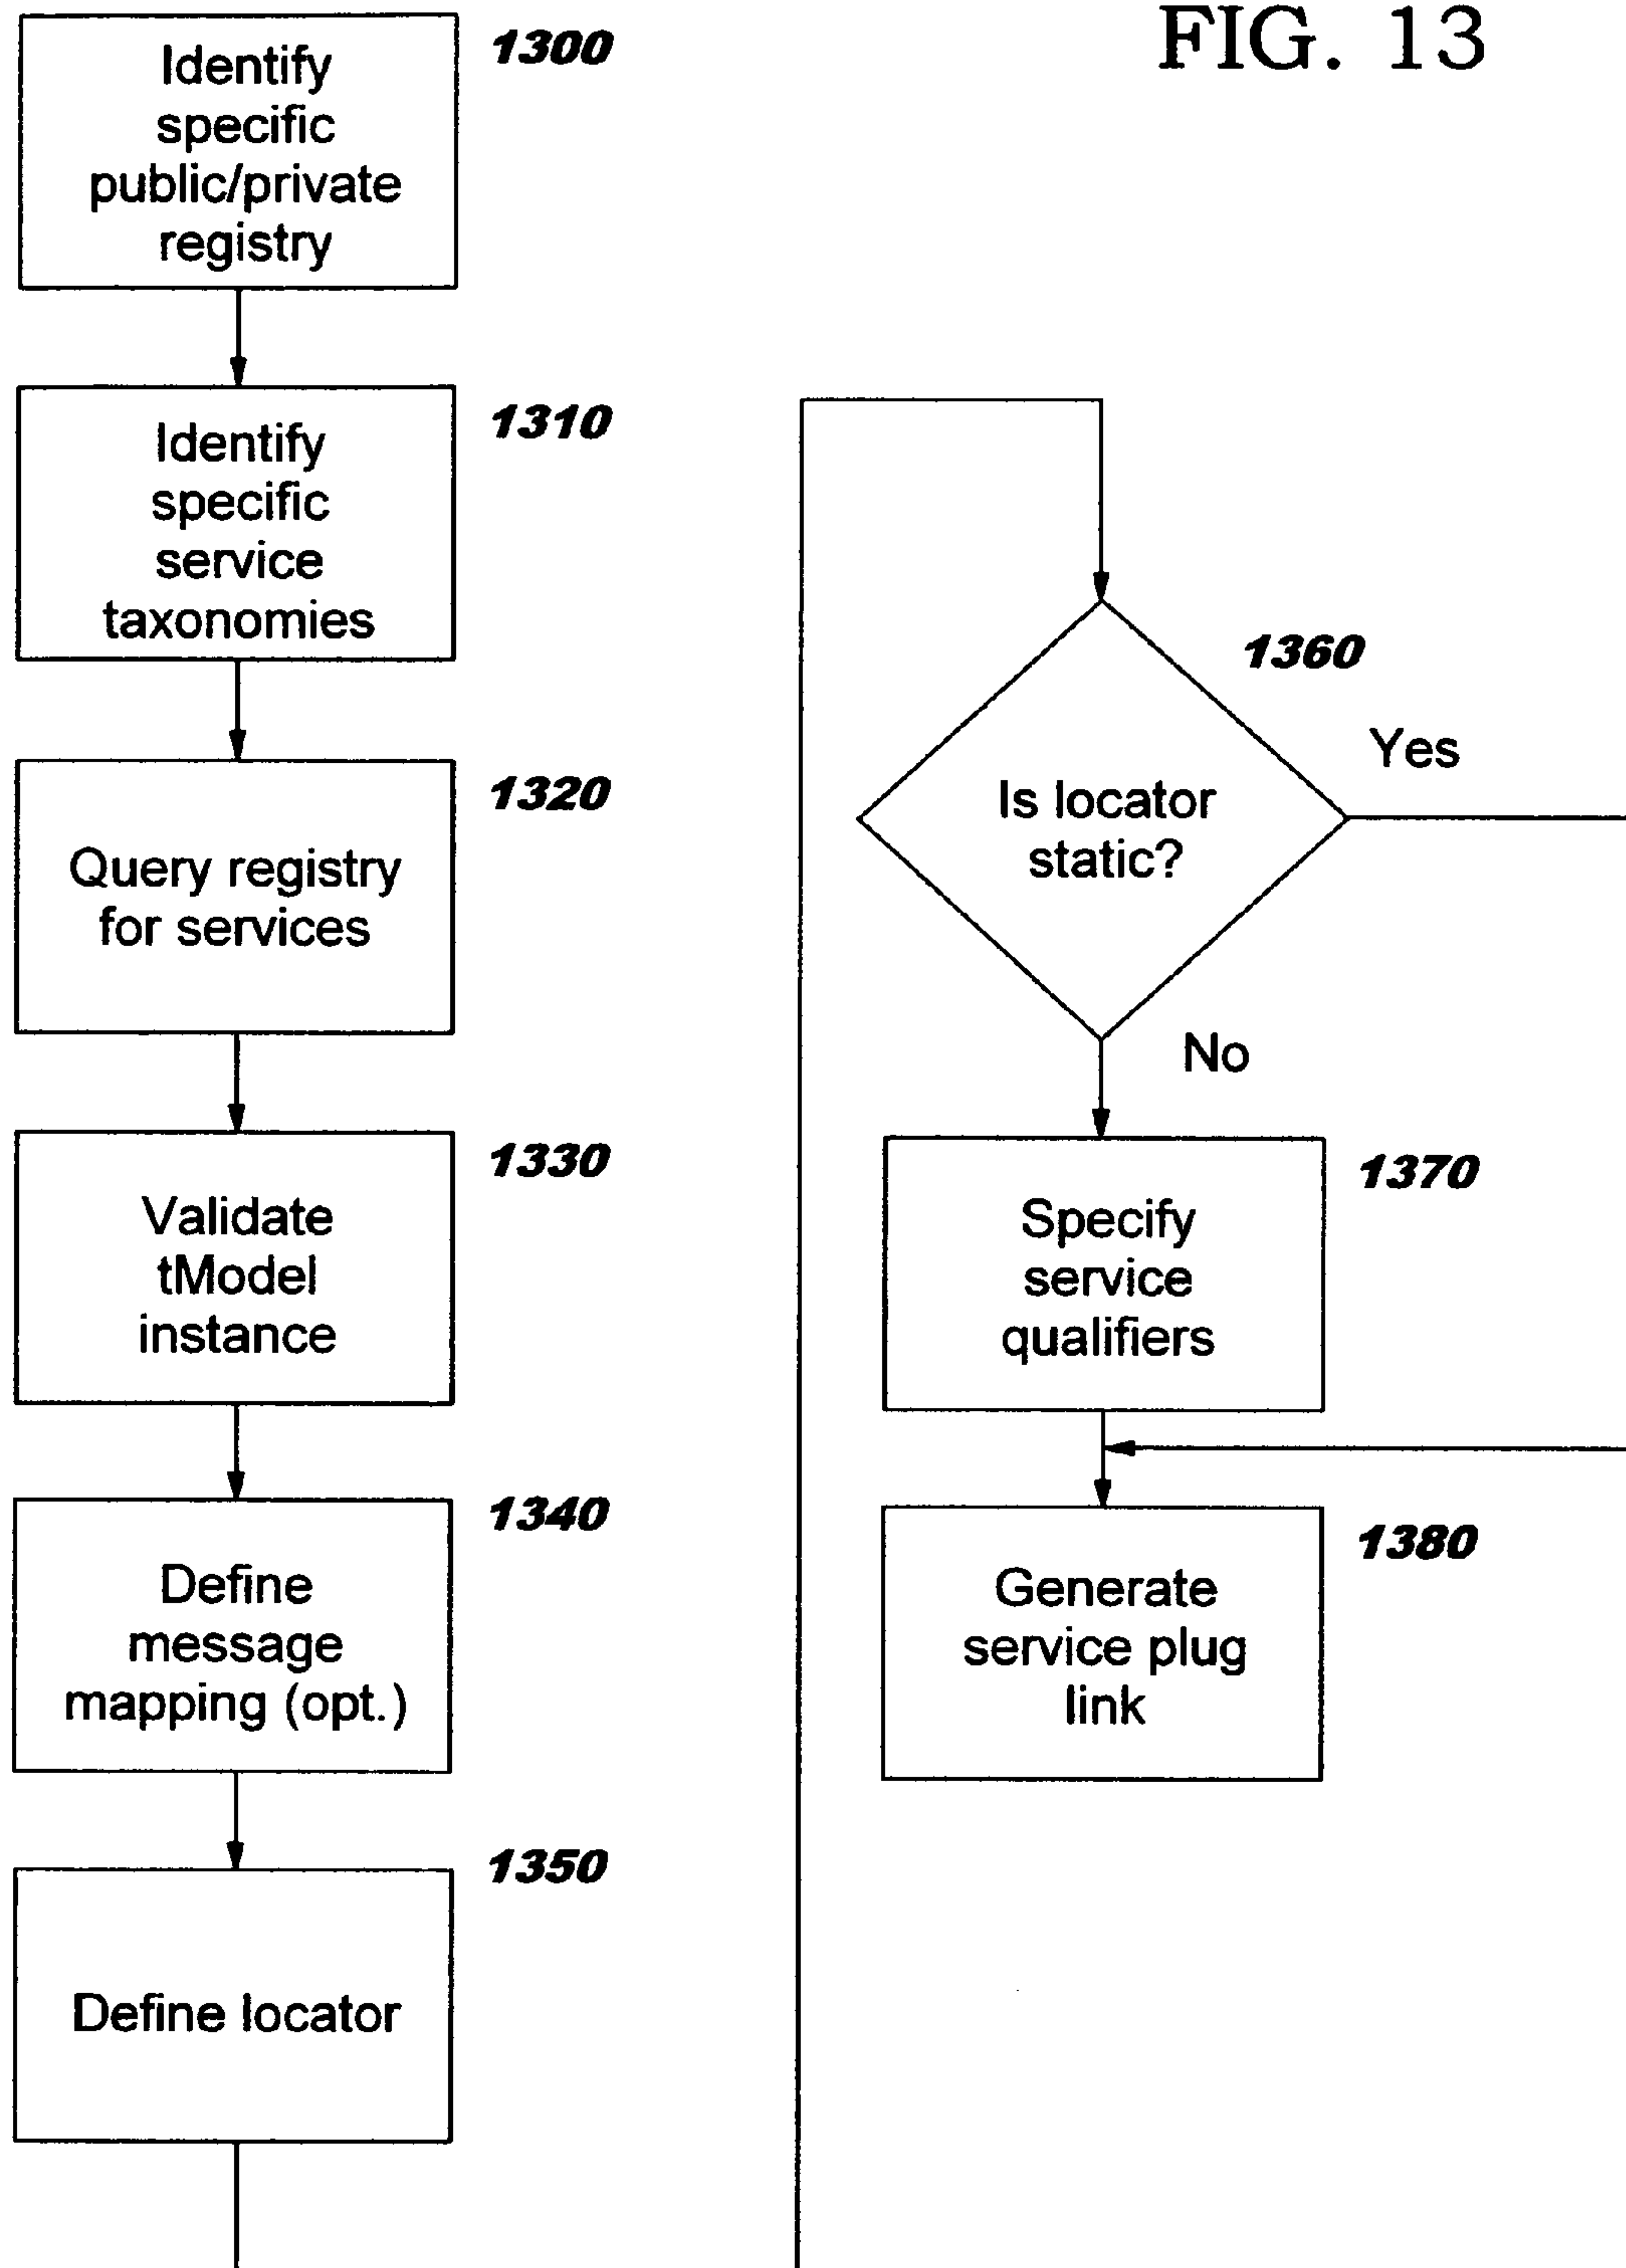 FIG. 13
1300
Identify
specific
public/private
registry
1310
Identify
specific
service
taxonomies
1320
Query registry
for services
1330
Validate
tModel
instance
1340
Define
message
mapping (opt.)
1350
Define locator
1360
Is locator
static?
Yes
No
1370
Specify
service
qualifiers
1380
Generate
service plug
link